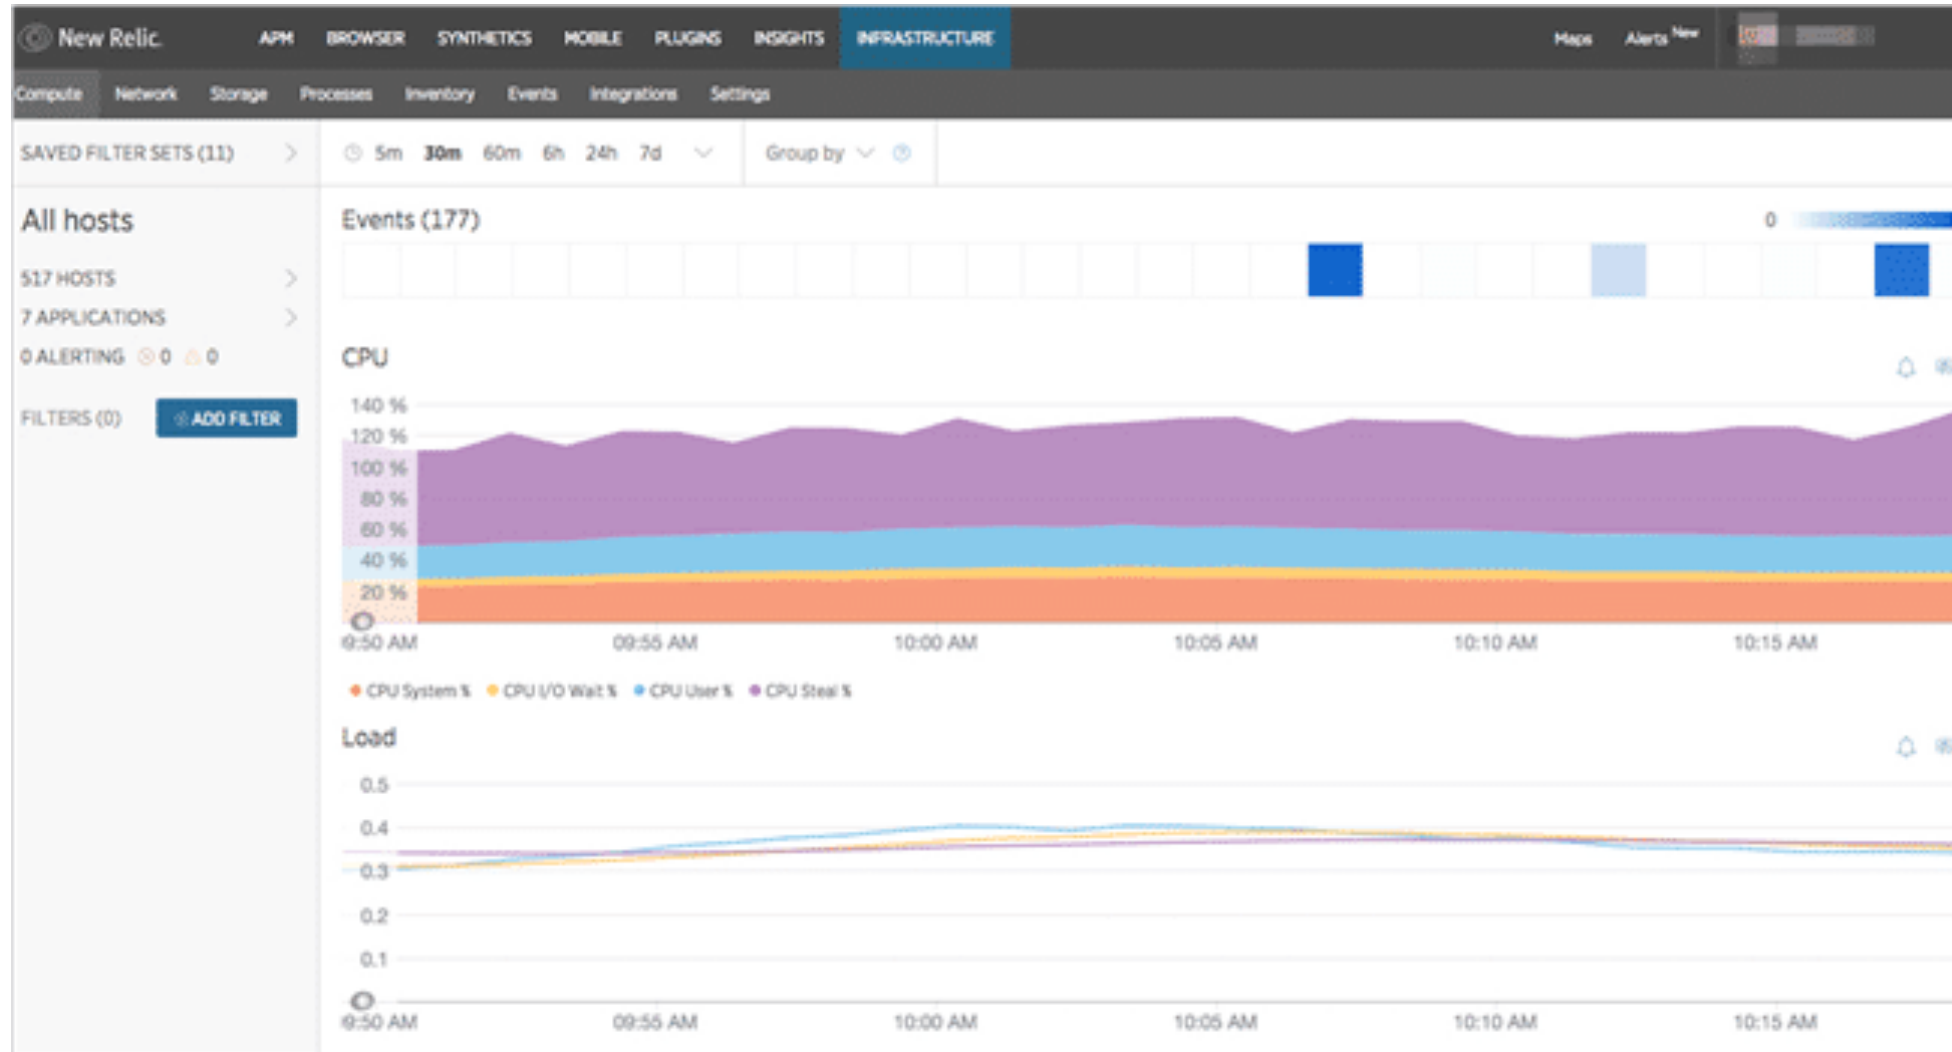 New Relic. APM BROWSER SYNTHETICS MOBILE PLUGINS INSIGHTS INFRASTRUCTURE Maps Alerts New
Compute Network Storage Processes Inventory Events Integrations Settings
SAVED FILTER SETS (11) 5m 30m 60m 6h 24h 7d Group by
All hosts
517 HOSTS
7 APPLICATIONS
0 ALERTING 0 0
FILTERS (0) ADD FILTER
Events (177) 0
CPU
140 %
120 %
100 %
80 %
60 %
40 %
20 %
9:50 AM 09:55 AM 10:00 AM 10:05 AM 10:10 AM 10:15 AM
CPU System % CPU I/O Wait % CPU User % CPU Steal %
Load
0.5
0.4
0.3
0.2
0.1
9:50 AM 09:55 AM 10:00 AM 10:05 AM 10:10 AM 10:15 AM